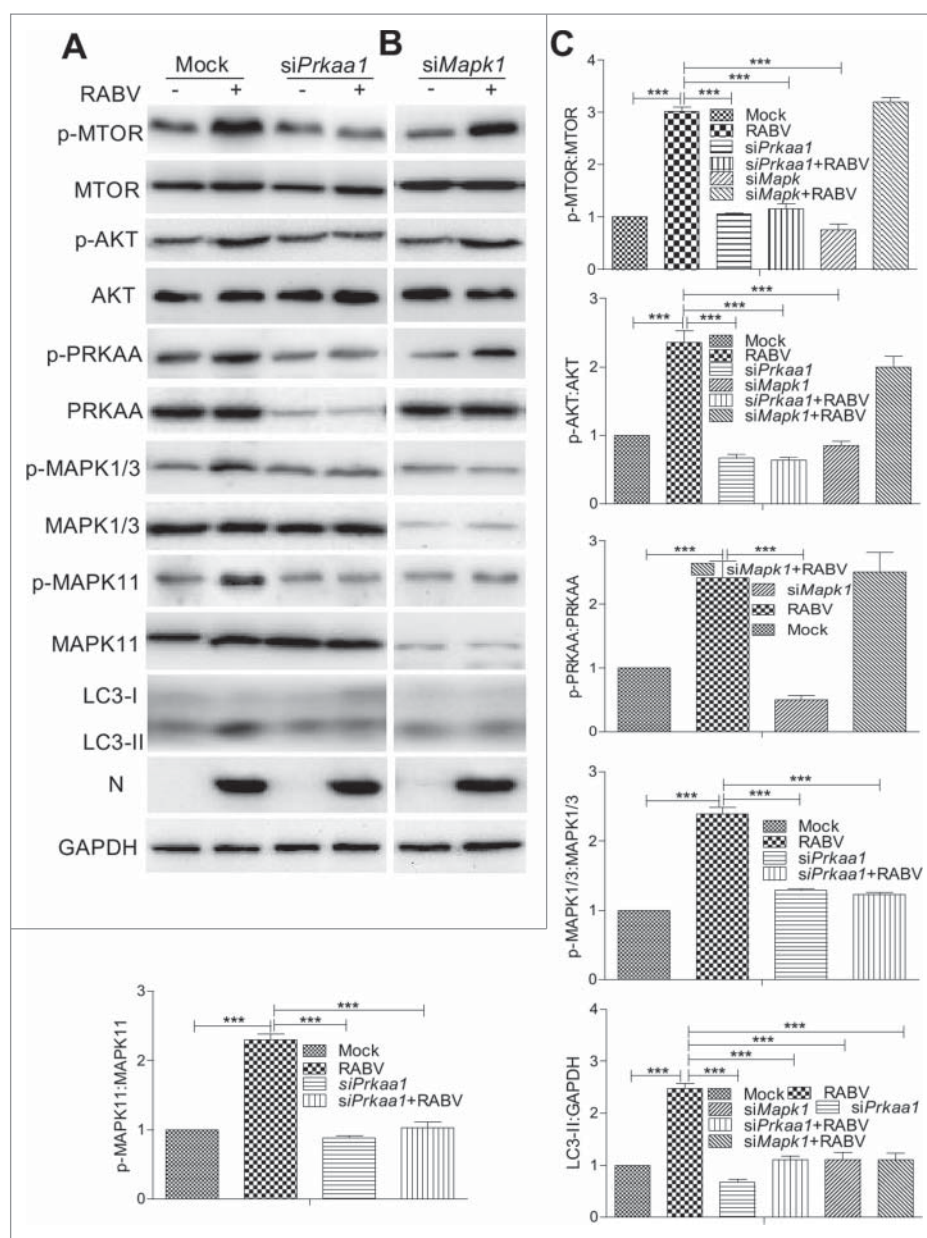 A
B
C
Mock
siPrkaa1
siMapk1
RABV - + - + - +
p-MTOR
MTOR
p-AKT
AKT
p-PRKAA
PRKAA
p-MAPK1/3
MAPK1/3
p-MAPK11
MAPK11
LC3-I
LC3-II
N
GAPDH
p-MTOR:MTOR
4
3
2
1
0
***
***
***
***
Mock
RABV
siPrkaa1
siPrkaa1+RABV
siMapk
siMapk+RABV
p-AKT:AKT
3
2
1
0
***
***
***
***
Mock
RABV
siPrkaa1
siMapk1
siPrkaa1+RABV
siMapk1+RABV
p-PRKAA:PRKAA
3
2
1
0
***
***
siMapk1+RABV
siMapk1
RABV
Mock
p-MAPK1/3:MAPK1/3
3
2
1
0
***
***
***
Mock
RABV
siPrkaa1
siPrkaa1+RABV
p-MAPK11:MAPK11
3
2
1
0
***
***
***
Mock
RABV
siPrkaa1
siPrkaa1+RABV
LC3-II:GAPDH
4
3
2
1
0
***
***
***
***
***
Mock RABV
siMapk1 siPrkaa1
siPrkaa1+RABV
siMapk1+RABV